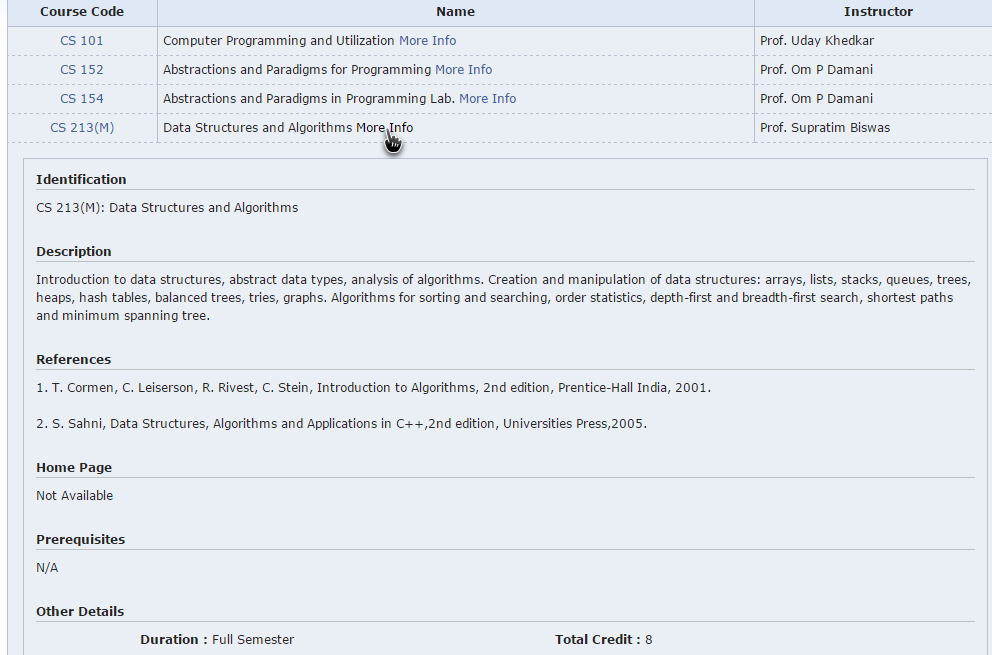 Course Code Name Instructor
CS 101 Computer Programming and Utilization More Info Prof. Uday Khedkar
CS 152 Abstractions and Paradigms for Programming More Info Prof. Om P Damani
CS 154 Abstractions and Paradigms in Programming Lab. More Info Prof. Om P Damani
CS 213(M) Data Structures and Algorithms More Info Prof. Supratim Biswas
Identification
CS 213(M): Data Structures and Algorithms
Description
Introduction to data structures, abstract data types, analysis of algorithms. Creation and manipulation of data structures: arrays, lists, stacks, queues, trees,
heaps, hash tables, balanced trees, tries, graphs. Algorithms for sorting and searching, order statistics, depth-first and breadth-first search, shortest paths
and minimum spanning tree.
References
1. T. Cormen, C. Leiserson, R. Rivest, C. Stein, Introduction to Algorithms, 2nd edition, Prentice-Hall India, 2001.
2. S. Sahni, Data Structures, Algorithms and Applications in C++,2nd edition, Universities Press,2005.
Home Page
Not Available
Prerequisites
N/A
Other Details
Duration : Full Semester Total Credit : 8